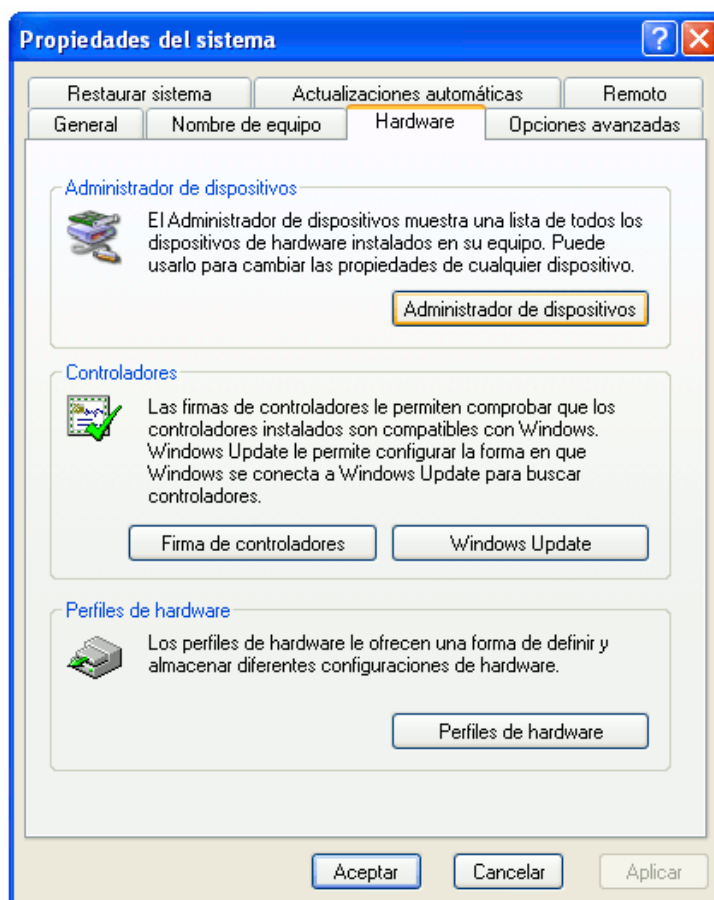 Propiedades del sistema
Restaurar sistema
Actualizaciones automáticas
Remoto
General
Nombre de equipo
Hardware
Opciones avanzadas
Administrador de dispositivos
El Administrador de dispositivos muestra una lista de todos los
dispositivos de hardware instalados en su equipo. Puede
usarlo para cambiar las propiedades de cualquier dispositivo.
Administrador de dispositivos
Controladores
Las firmas de controladores le permiten comprobar que los
controladores instalados son compatibles con Windows.
Windows Update le permite configurar la forma en que
Windows se conecta a Windows Update para buscar
controladores.
Firma de controladores
Windows Update
Perfiles de hardware
Los perfiles de hardware le ofrecen una forma de definir y
almacenar diferentes configuraciones de hardware.
Perfiles de hardware
Aceptar
Cancelar
Aplicar